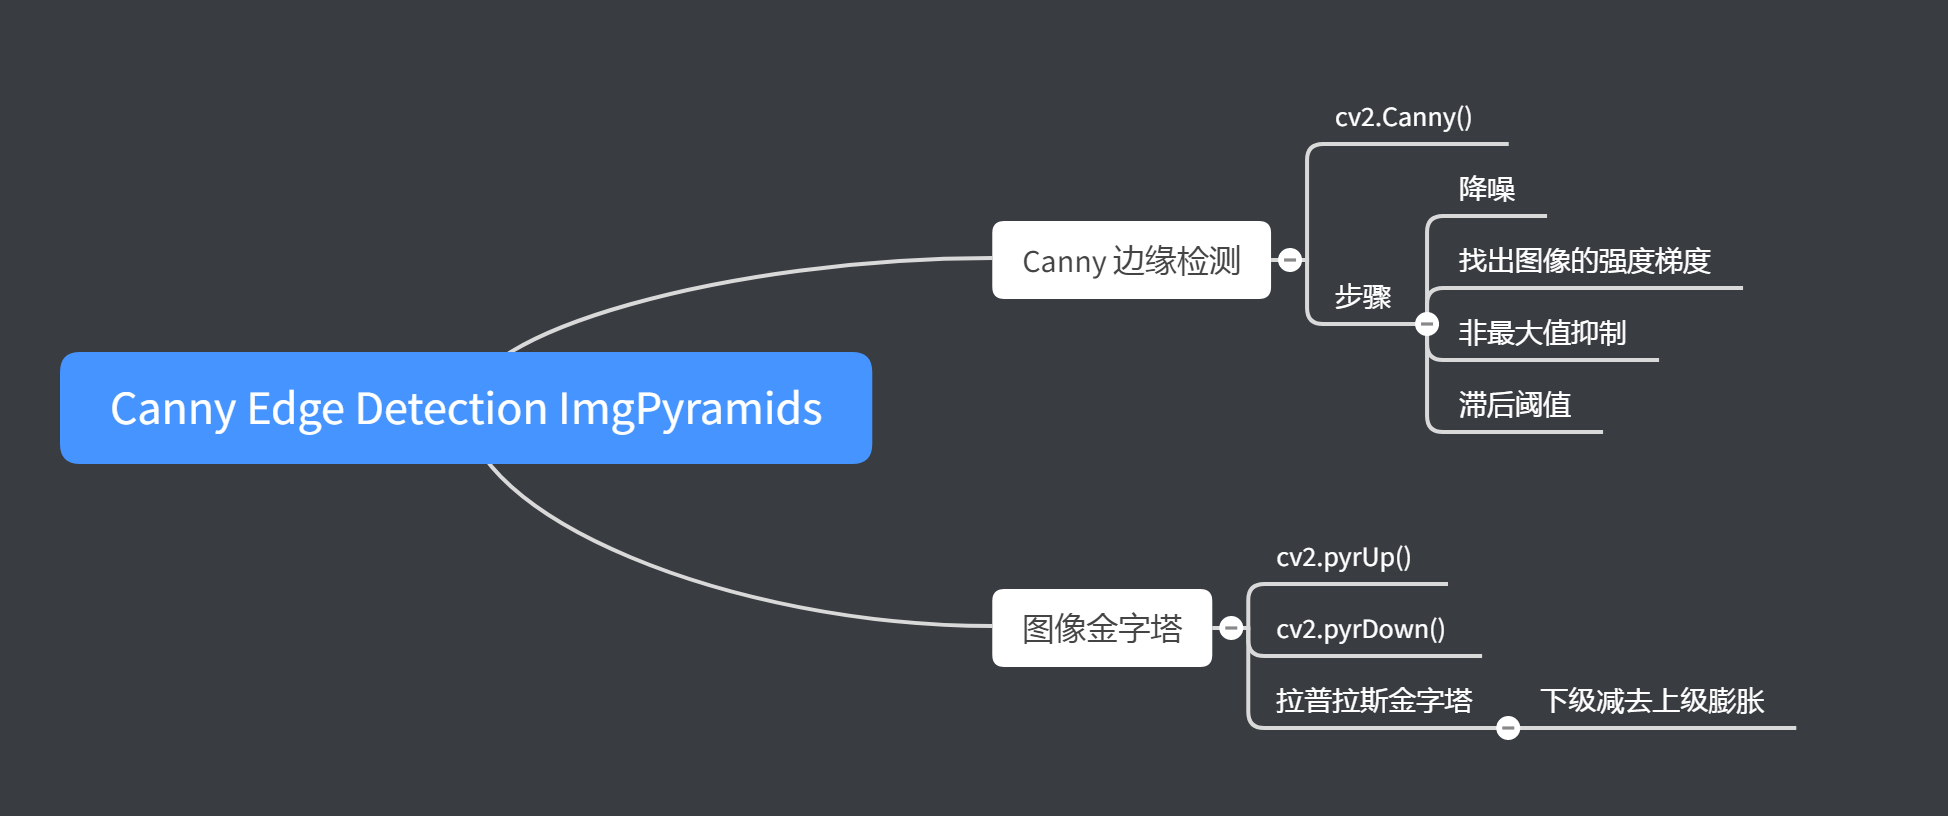 Canny Edge Detection ImgPyramids
Canny 边缘检测
cv2.Canny()
步骤
降噪
找出图像的强度梯度
非最大值抑制
滞后阈值
图像金字塔
cv2.pyrUp()
cv2.pyrDown()
拉普拉斯金字塔
下级减去上级膨胀